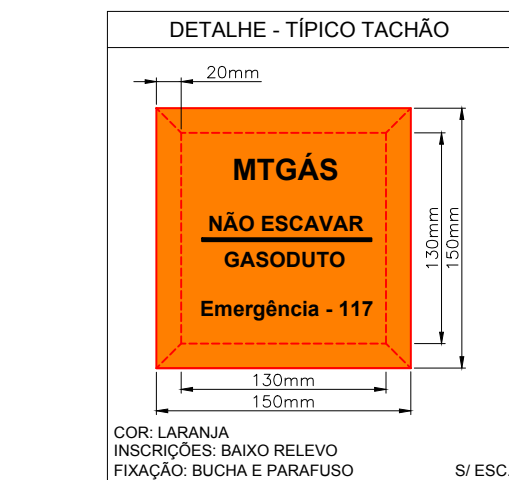 DETALHE - TÍPICO TACHÃO
20mm
MTGÁS
NÃO ESCAVAR
GASODUTO
Emergência - 117
130mm
150mm
130mm
150mm
COR: LARANJA
INSCRIÇÕES: BAIXO RELEVO
FIXAÇÃO: BUCHA E PARAFUSO S/ ESC.